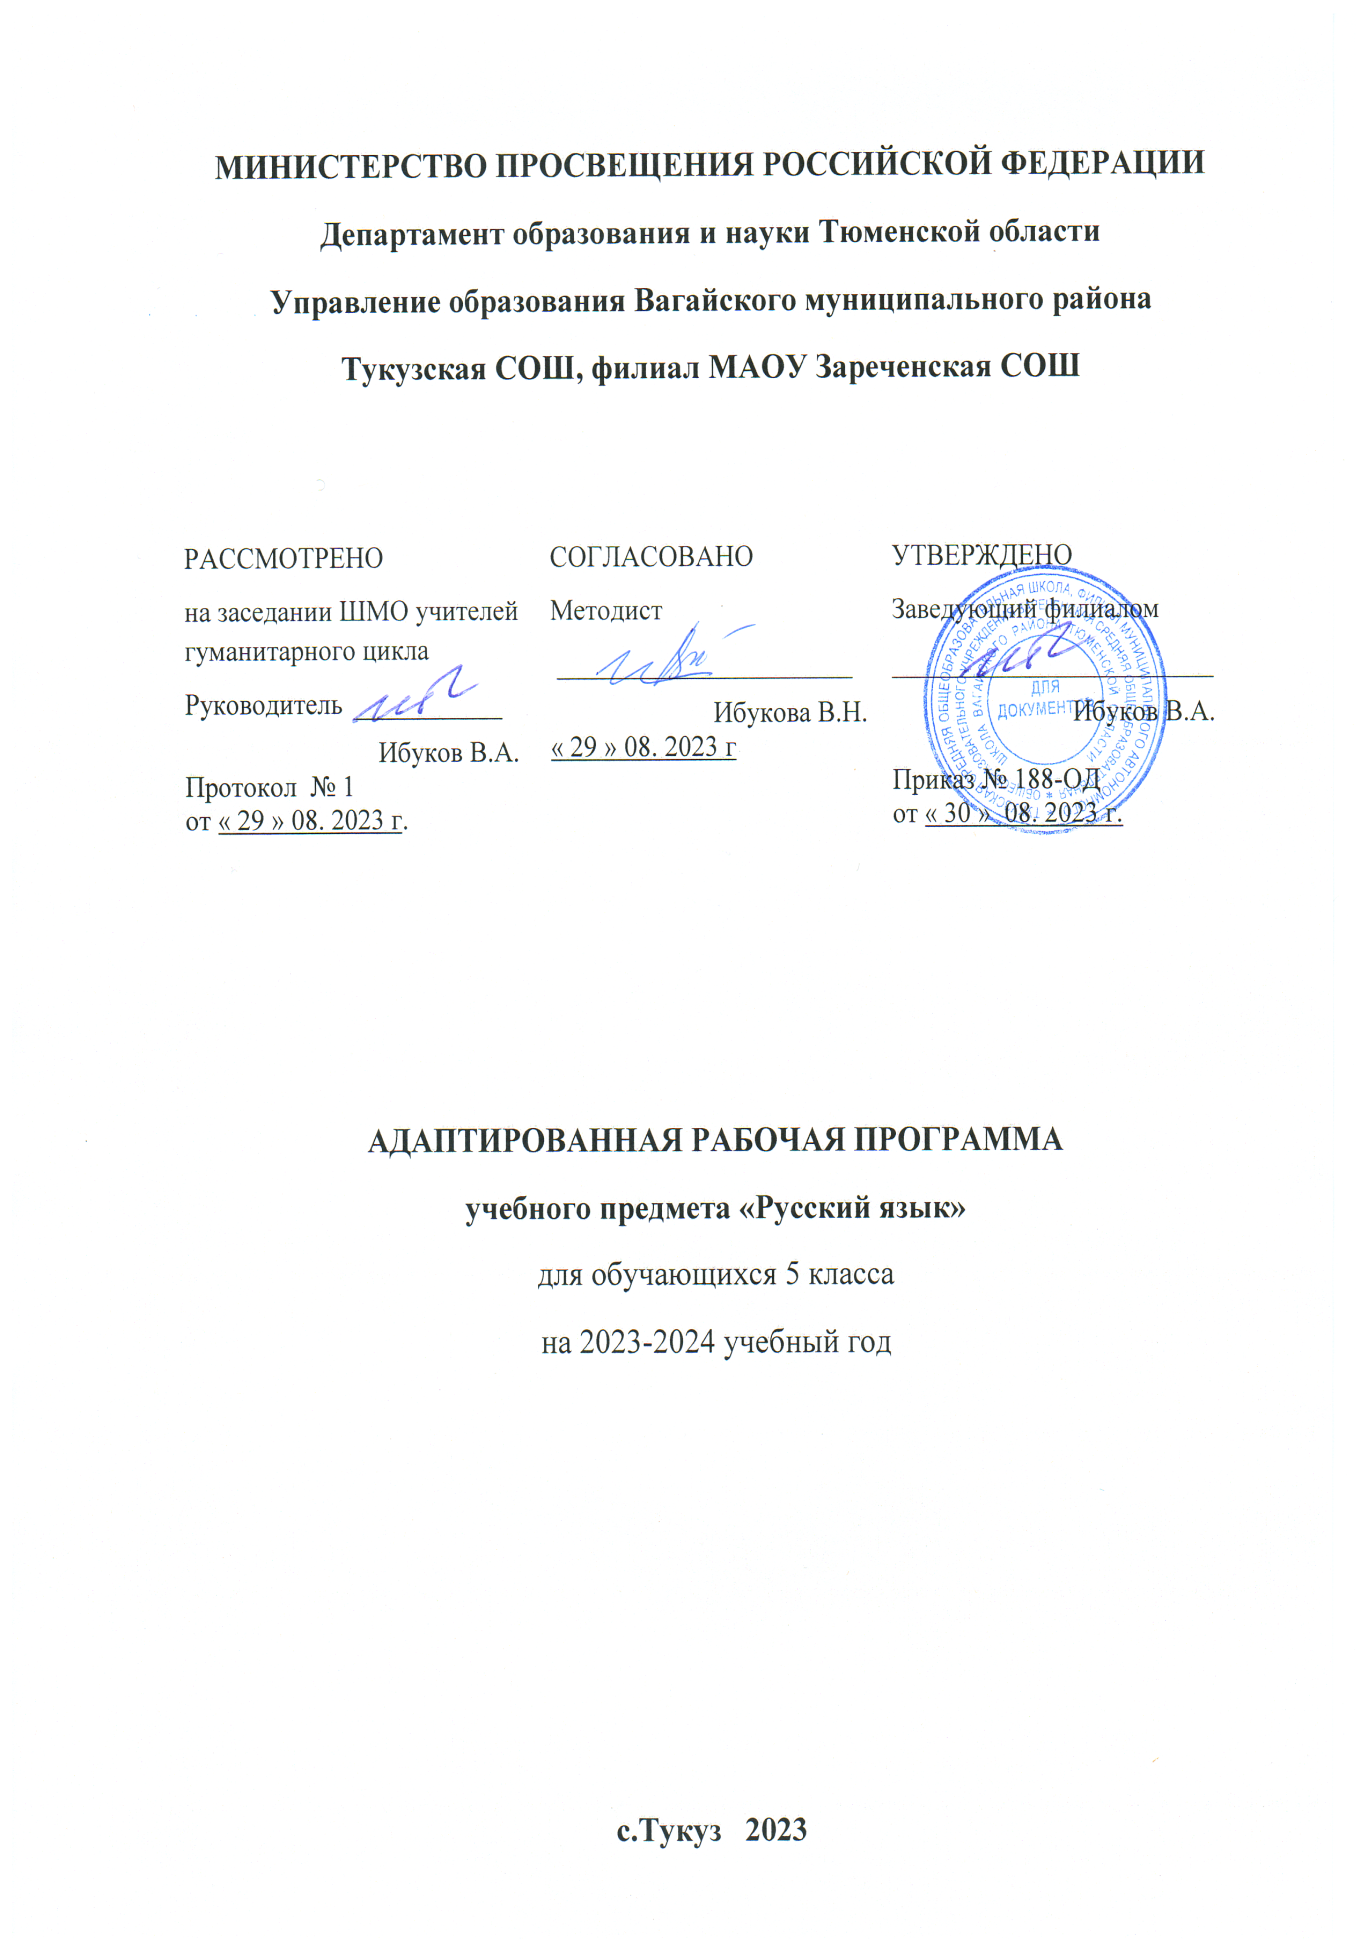 МИНИСТЕРСТВО ПРОСВЕЩЕНИЯ РОССИЙСКОЙ ФЕДЕРАЦИИ
Департамент образования и науки Тюменской области
Управление образования Вагайского муниципального района
Тукузская СОШ, филиал МАОУ Зареченская СОШ
РАССМОТРЕНО
на заседании ШМО учителей
гуманитарного цикла
Руководитель
Ибуков В.А.
Протокол № 1
от « 29 » 08. 2023 г.
СОГЛАСОВАНО
Методист
Ибукова В.Н.
« 29 » 08. 2023 г
УТВЕРЖДЕНО
Заведующий филиалом
Ибуков В.А.
Приказ № 188-ОД
от « 30 » 08. 2023 г.
ДЛЯ
ДОКУМЕНТОВ
АДАПТИРОВАННАЯ РАБОЧАЯ ПРОГРАММА
учебного предмета «Русский язык»
для обучающихся 5 класса
на 2023-2024 учебный год
с.Тукуз 2023